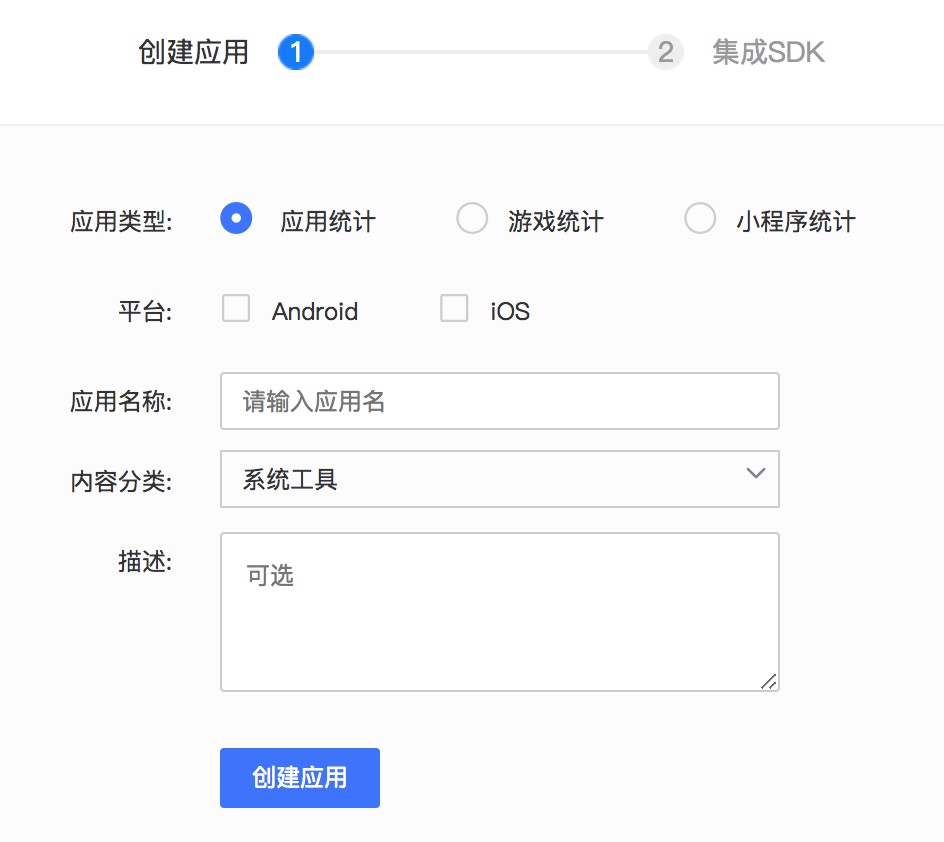 创建应用 1 2 集成SDK
应用类型: 应用统计 游戏统计 小程序统计
平台: Android iOS
应用名称: 请输入应用名
内容分类: 系统工具
描述: 可选
创建应用